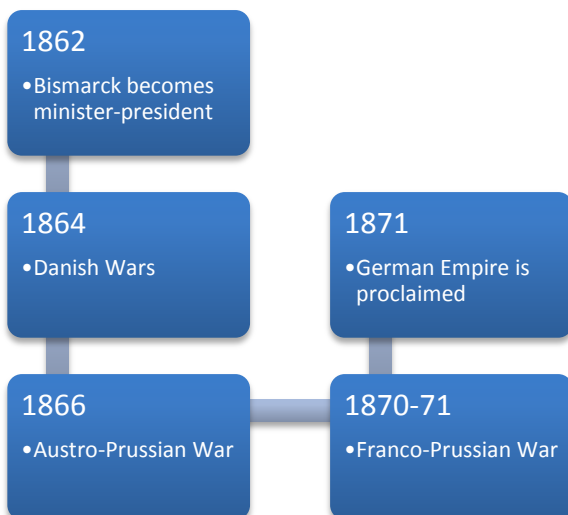 1862
•Bismarck becomes
minister-president
1864
•Danish Wars
1866
•Austro-Prussian War
1870-71
•Franco-Prussian War
1871
•German Empire is
proclaimed